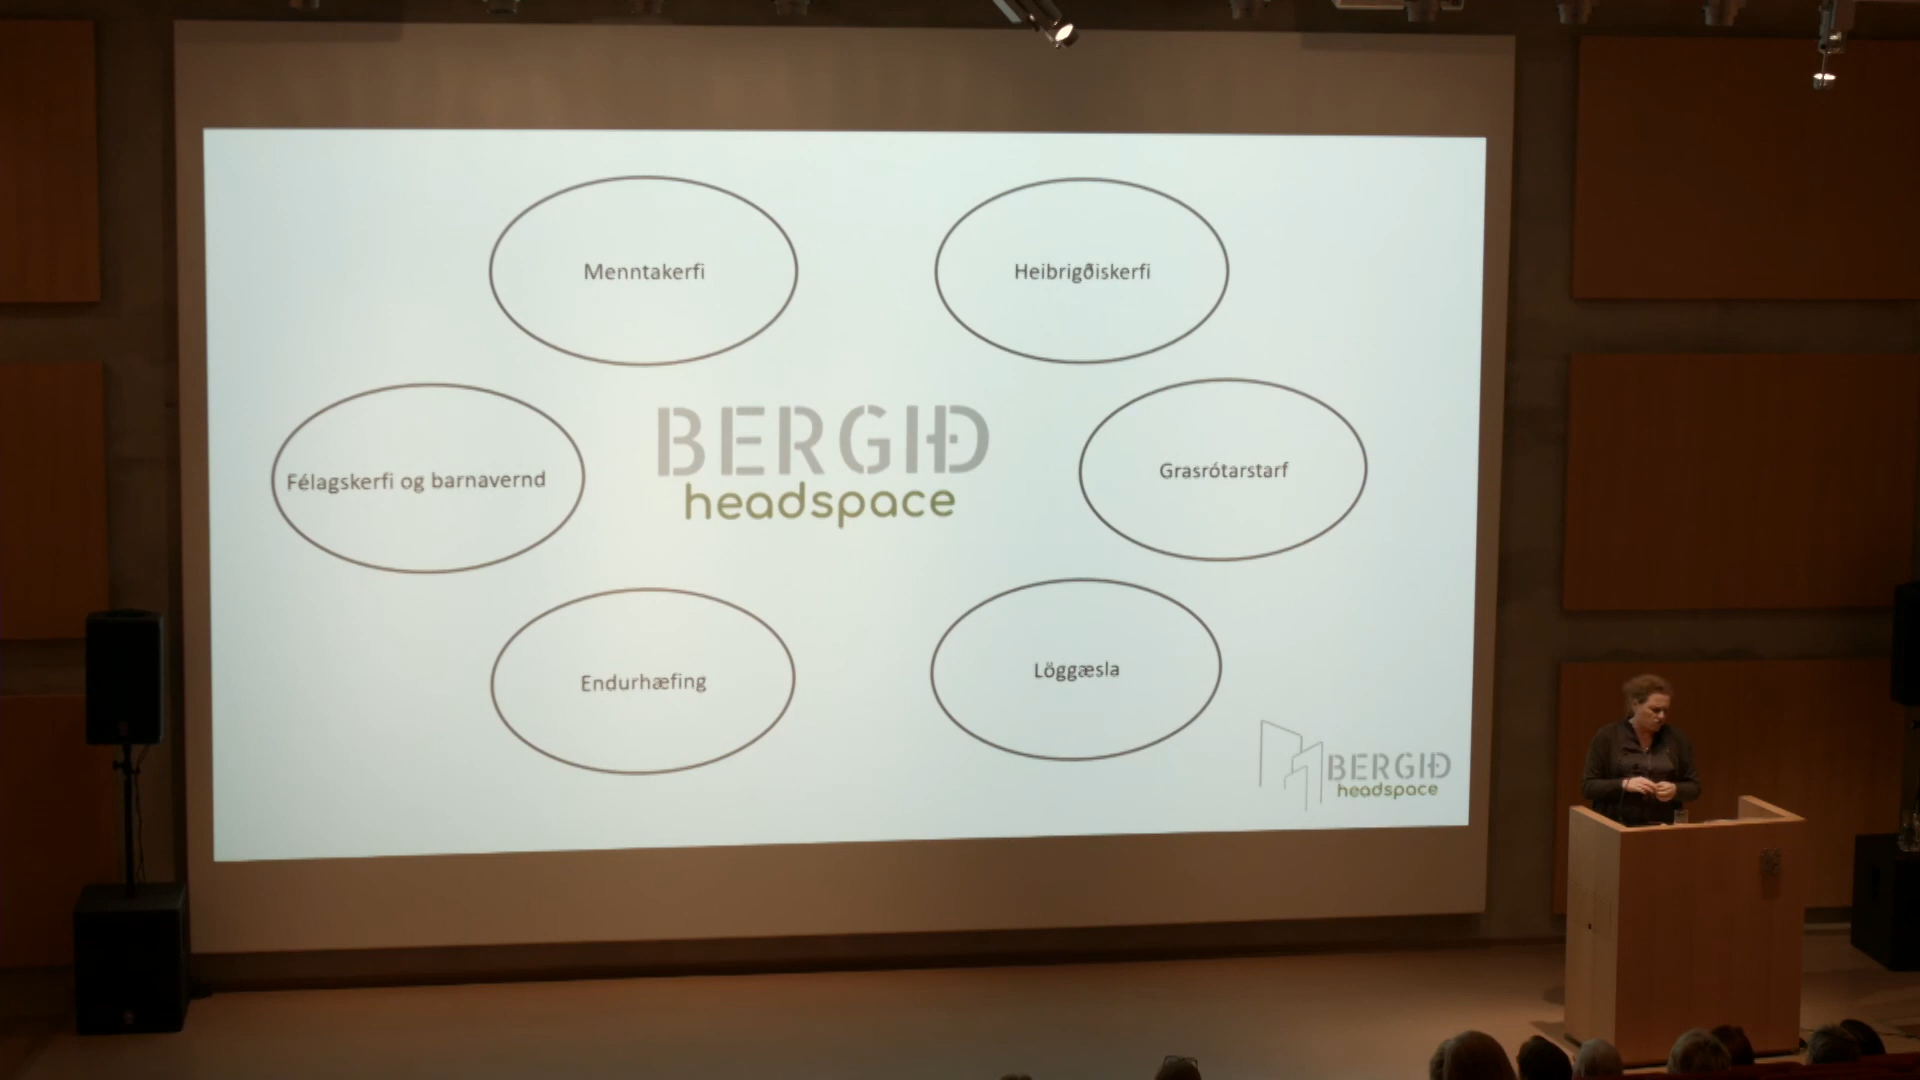 Menntakerfi
Heibrigðiskerfi
Félagskerfi og barnavernd
BERGIÐ
headspace
Grasrótarstarf
Endurhæfing
Löggæsla
BERGIÐ
headspace